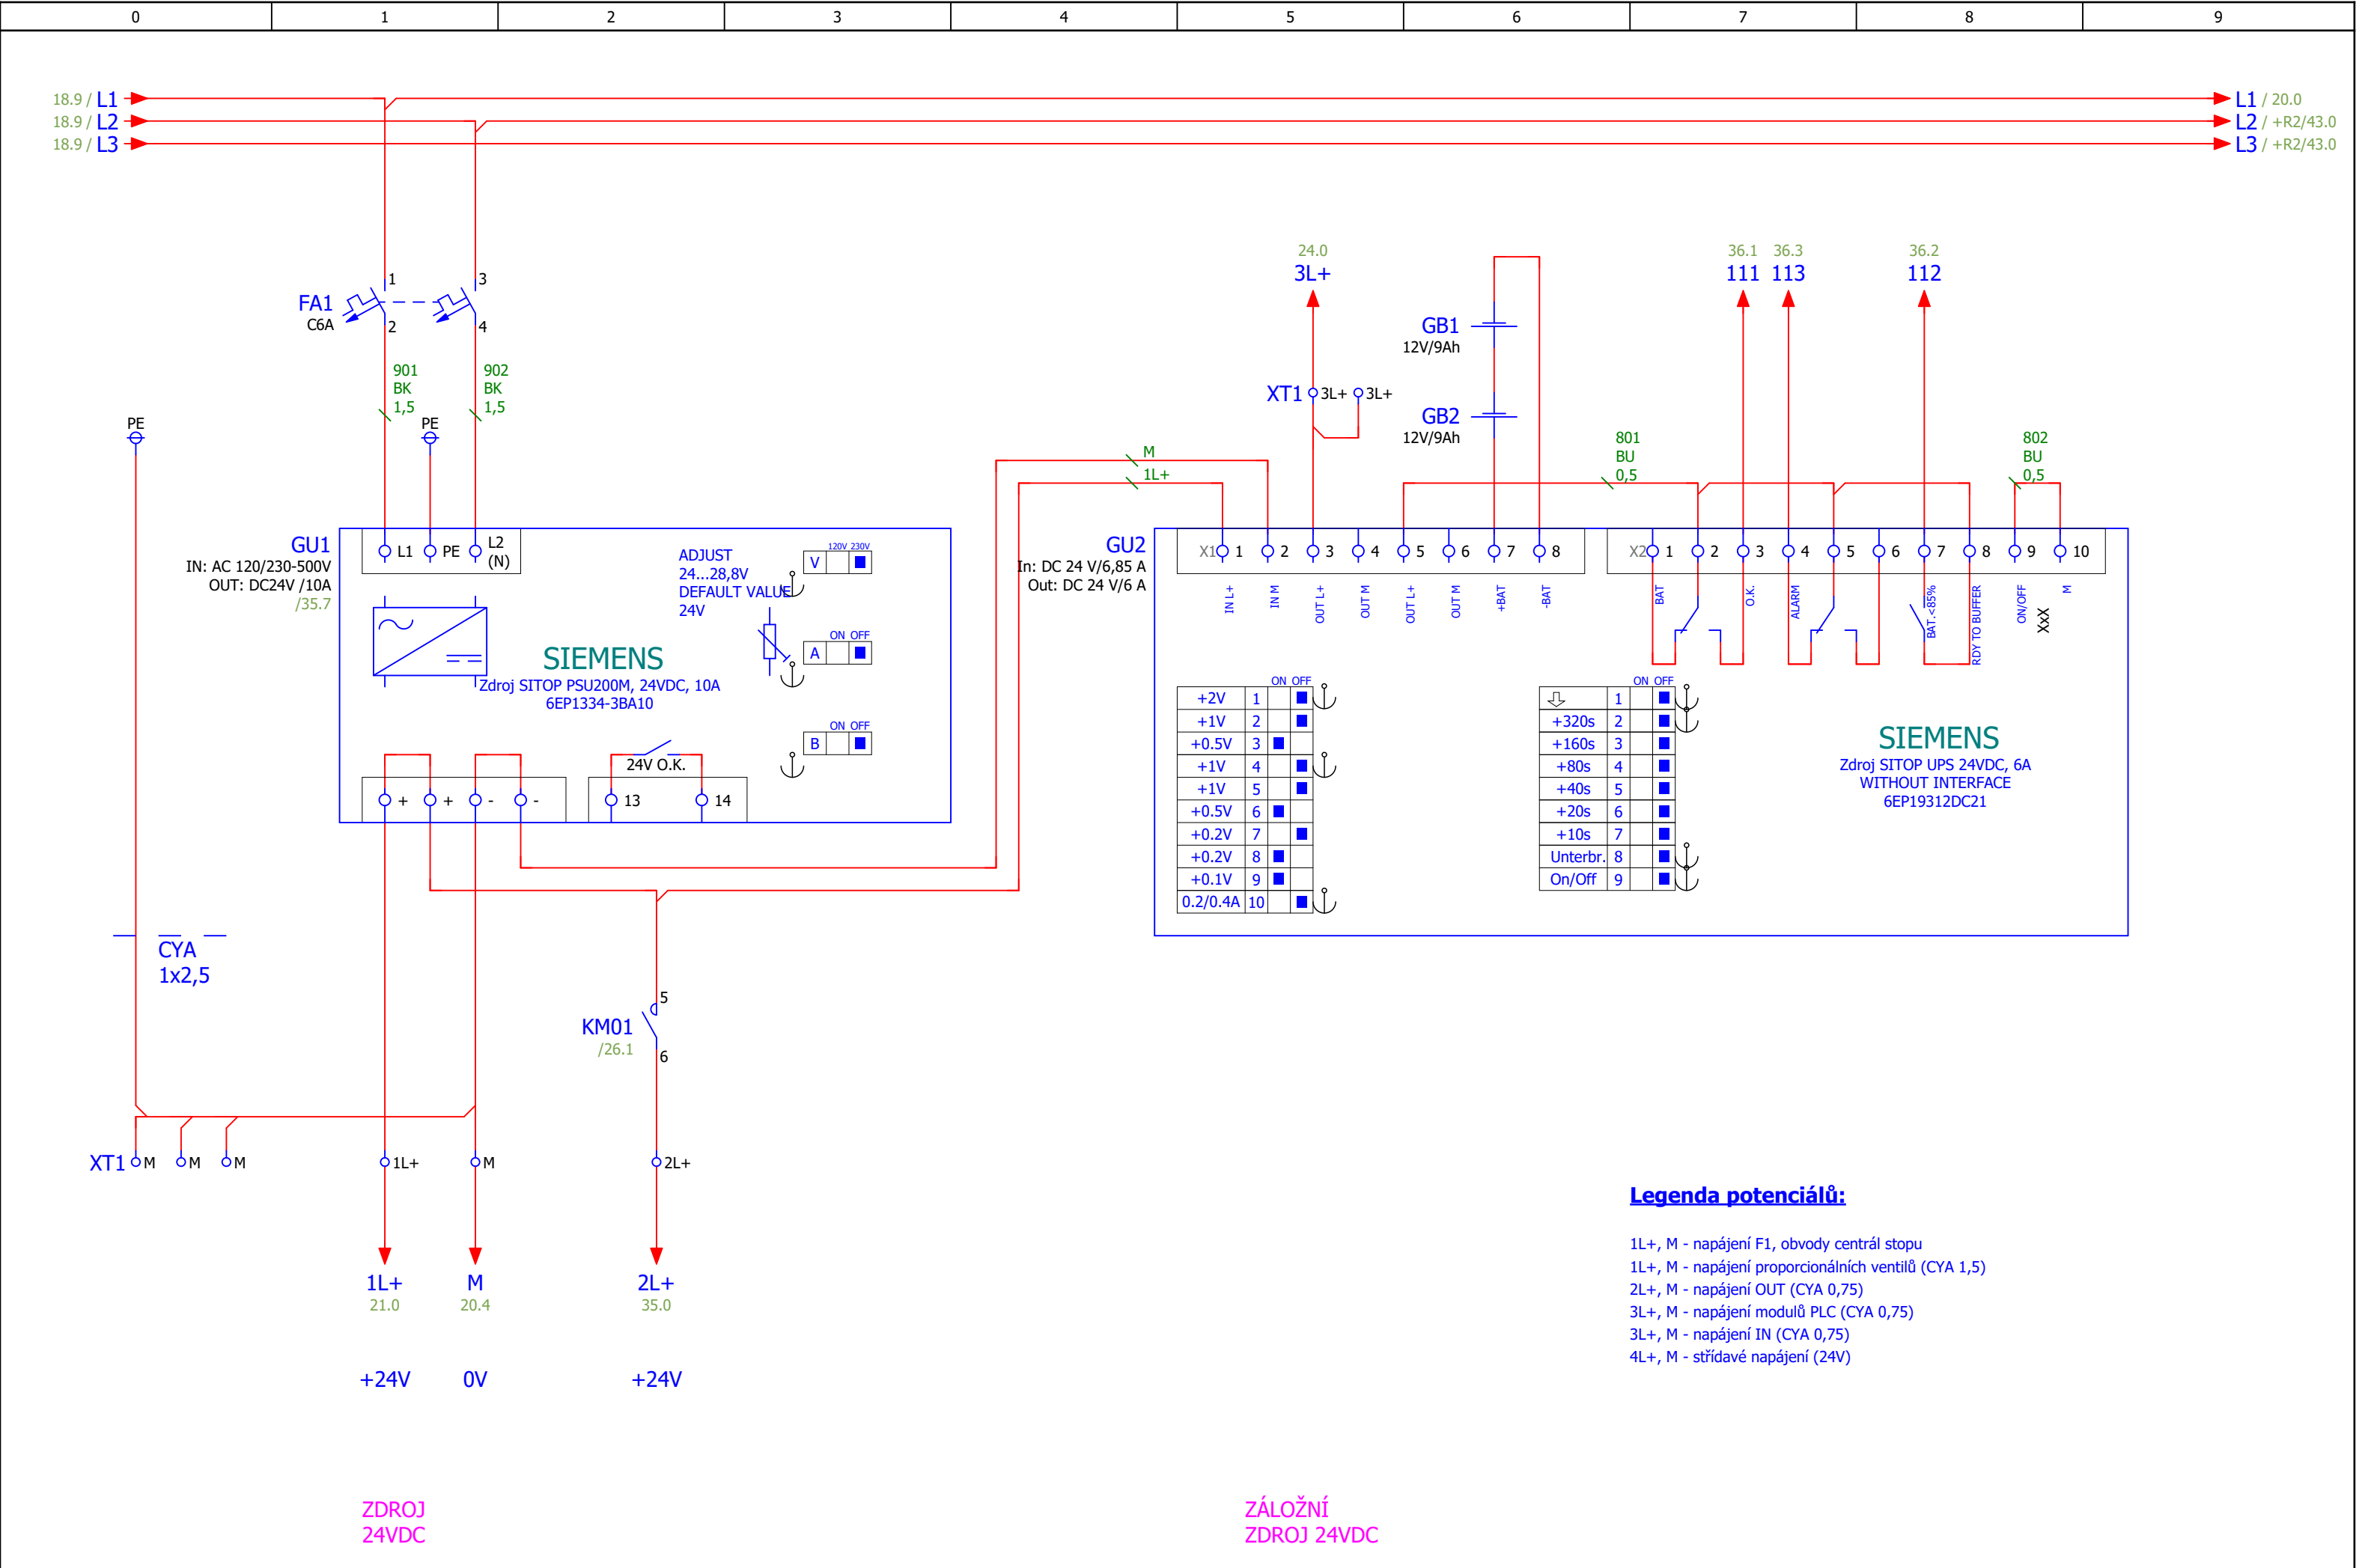 0 1 2 3 4 5 6 7 8 9
18.9 / L1
18.9 / L2
18.9 / L3
L1 / 20.0
L2 / +R2/43.0
L3 / +R2/43.0
FA1
C6A
1
2
3
4
901
BK
1,5
902
BK
1,5
PE
PE
24.0
3L+
XT1 3L+ 3L+
GB1
12V/9Ah
GB2
12V/9Ah
36.1 36.3 36.2
111 113 112
M
1L+
801
BU
0,5
802
BU
0,5
GU1
IN: AC 120/230-500V
OUT: DC24V /10A
/35.7
L1 PE L2
(N)
ADJUST
24...28,8V
DEFAULT VALUE
24V
120V 230V
V
ON OFF
A
ON OFF
B
SIEMENS
Zdroj SITOP PSU200M, 24VDC, 10A
6EP1334-3BA10
24V O.K.
+ + - -
13 14
GU2
In: DC 24 V/6,85 A
Out: DC 24 V/6 A
X1 1 2 3 4 5 6 7 8
IN L+
IN M
OUT L+
OUT M
OUT L+
OUT M
+BAT
-BAT
X2 1 2 3 4 5 6 7 8 9 10
BAT
O.K.
ALARM
BAT.<85%
RDY TO BUFFER
ON/OFF
XxX
M
ON OFF
+2V 1
+1V 2
+0.5V 3
+1V 4
+1V 5
+0.5V 6
+0.2V 7
+0.2V 8
+0.1V 9
0.2/0.4A 10
ON OFF
1
+320s 2
+160s 3
+80s 4
+40s 5
+20s 6
+10s 7
Unterbr. 8
On/Off 9
SIEMENS
Zdroj SITOP UPS 24VDC, 6A
WITHOUT INTERFACE
6EP19312DC21
CYA
1x2,5
KM01
/26.1
5
6
XT1 M M M 1L+ M 2L+
1L+ M 2L+
21.0 20.4 35.0
+24V 0V +24V
Legenda potenciálů:
1L+, M - napájení F1, obvody centrál stopu
1L+, M - napájení proporcionálních ventilů (CYA 1,5)
2L+, M - napájení OUT (CYA 0,75)
3L+, M - napájení modulů PLC (CYA 0,75)
3L+, M - napájení IN (CYA 0,75)
4L+, M - střídavé napájení (24V)
ZDROJ
24VDC
ZÁLOŽNÍ
ZDROJ 24VDC